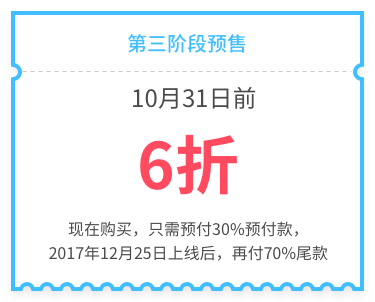 第三阶段预售
10月31日前
6折
现在购买，只需预付30%预付款，
2017年12月25日上线后，再付70%尾款